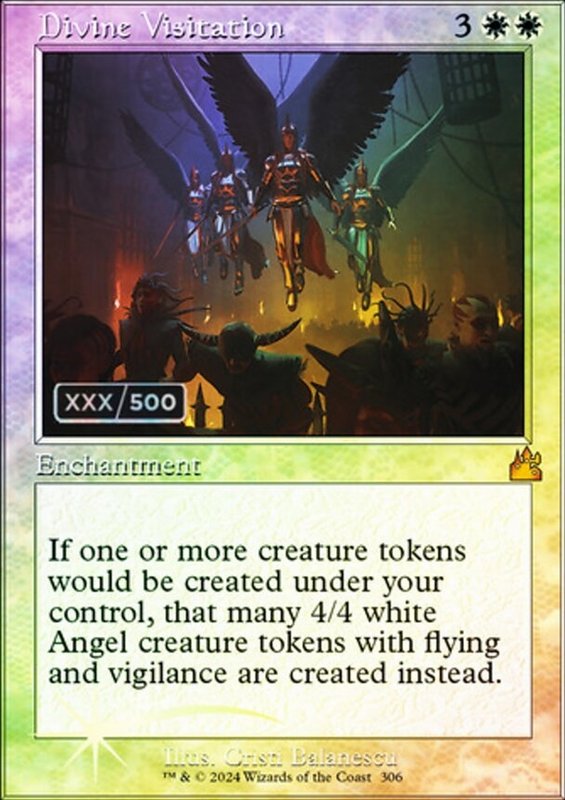 Divine Visitation 3
XXX/500
Enchantment
If one or more creature tokens
would be created under your
control, that many 4/4 white
Angel creature tokens with flying
and vigilance are created instead.
Illus. Cristi Balanescu
™ & © 2024 Wizards of the Coast 306